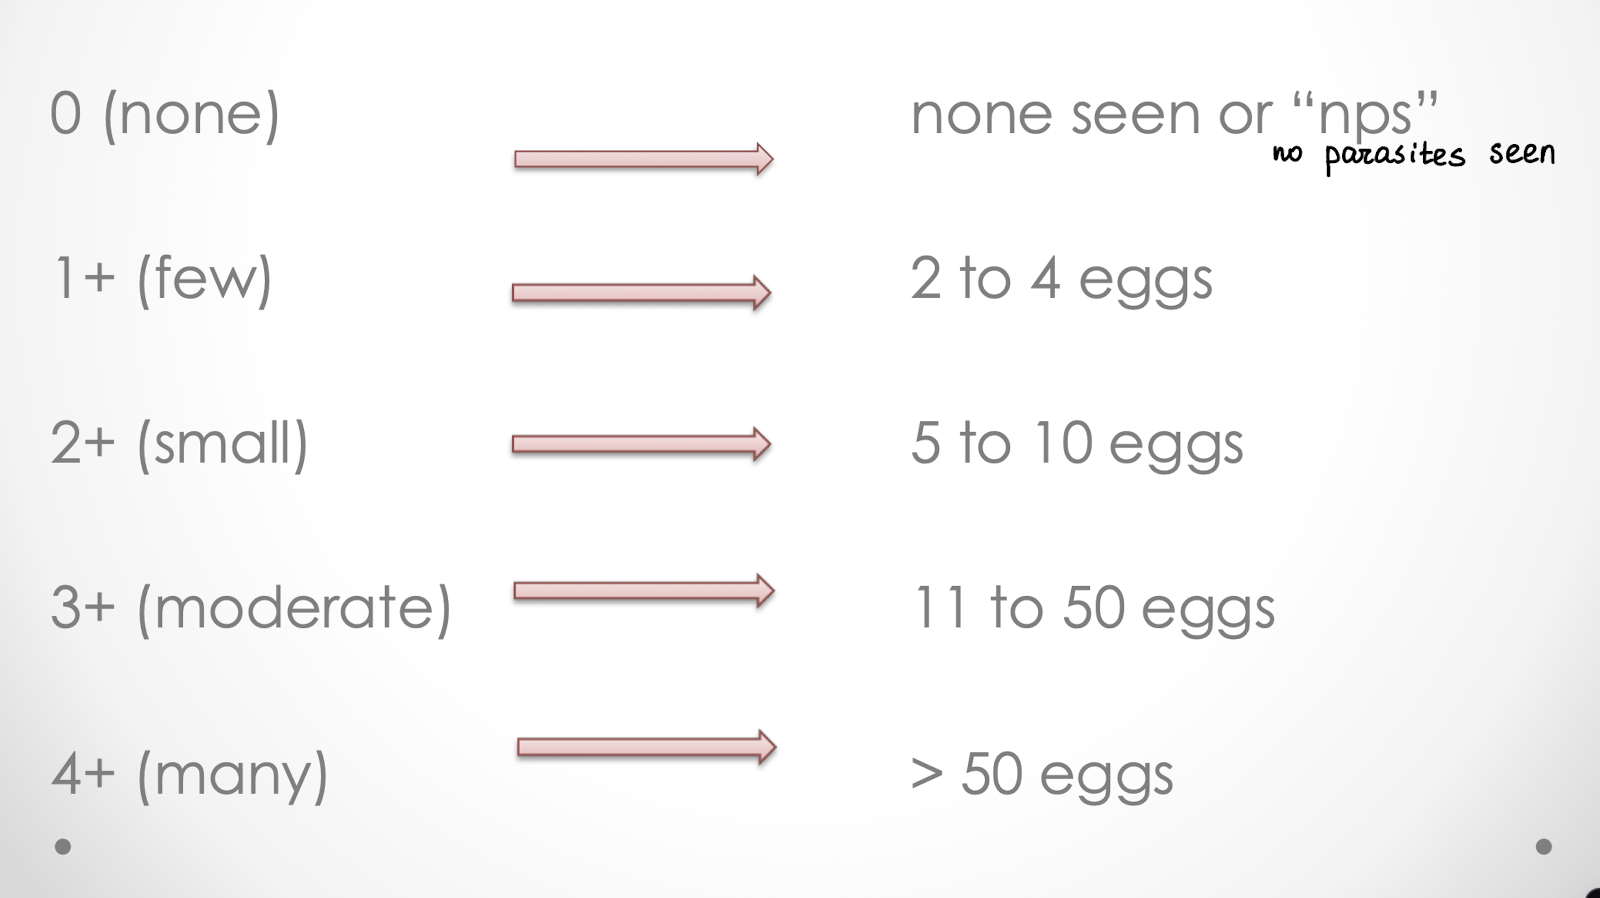 0 (none) none seen or “nps”
no parasites seen
1+ (few) 2 to 4 eggs
2+ (small) 5 to 10 eggs
3+ (moderate) 11 to 50 eggs
4+ (many) > 50 eggs